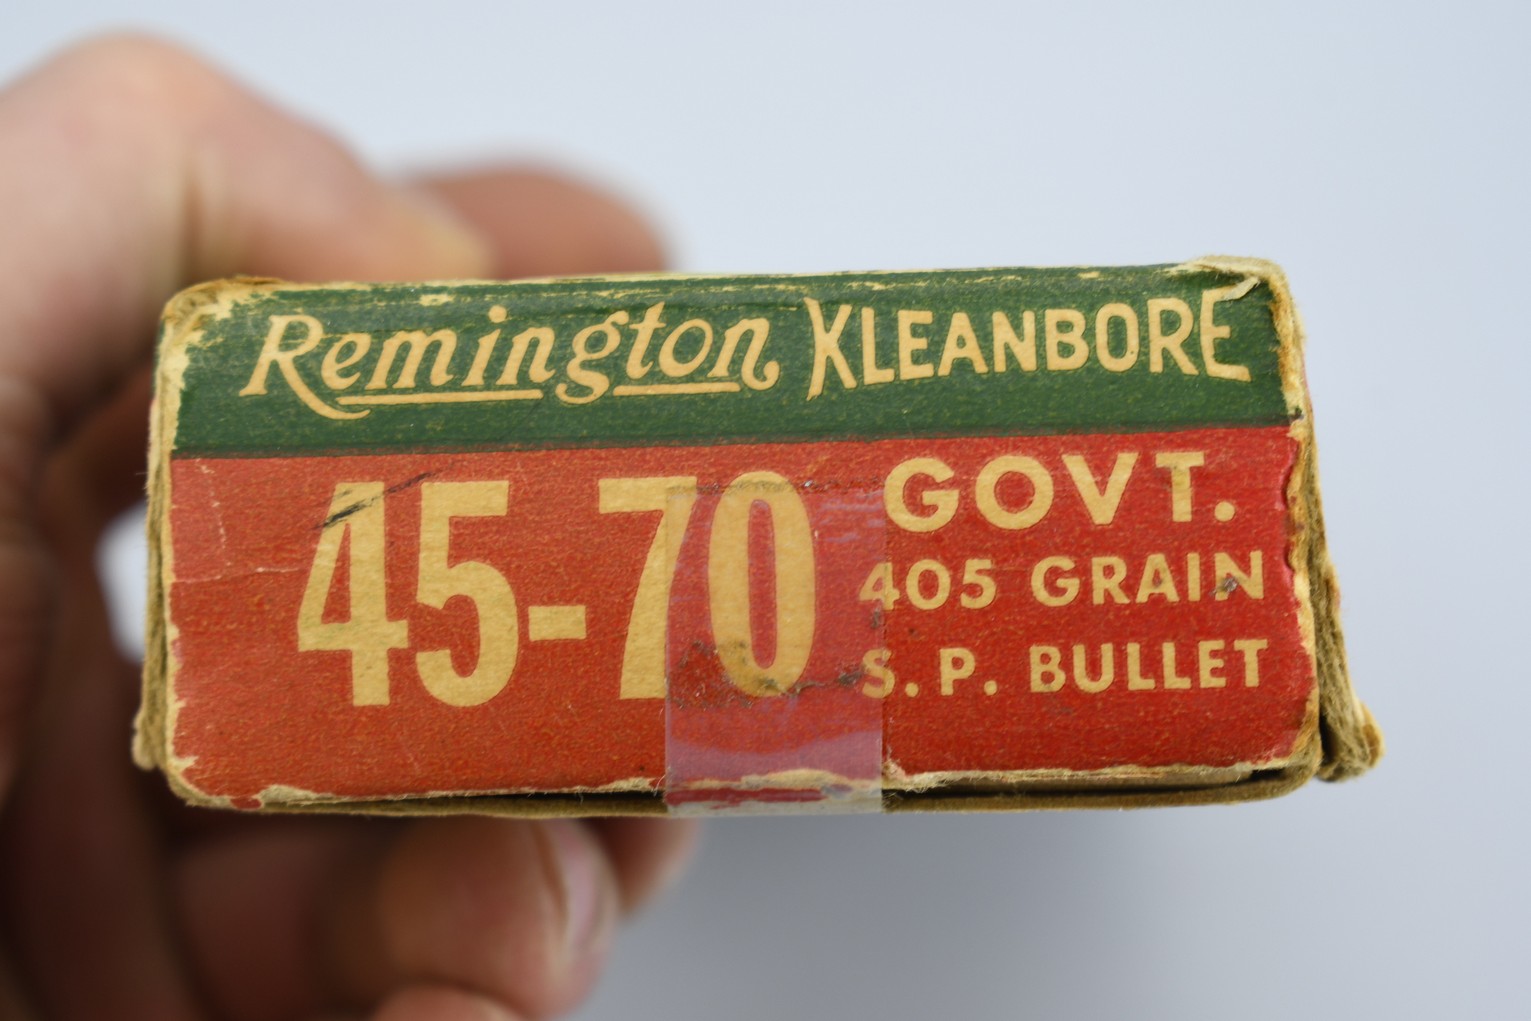 Remington KLEANBORE
45-70 GOVT.
405 GRAIN
S. P. BULLET